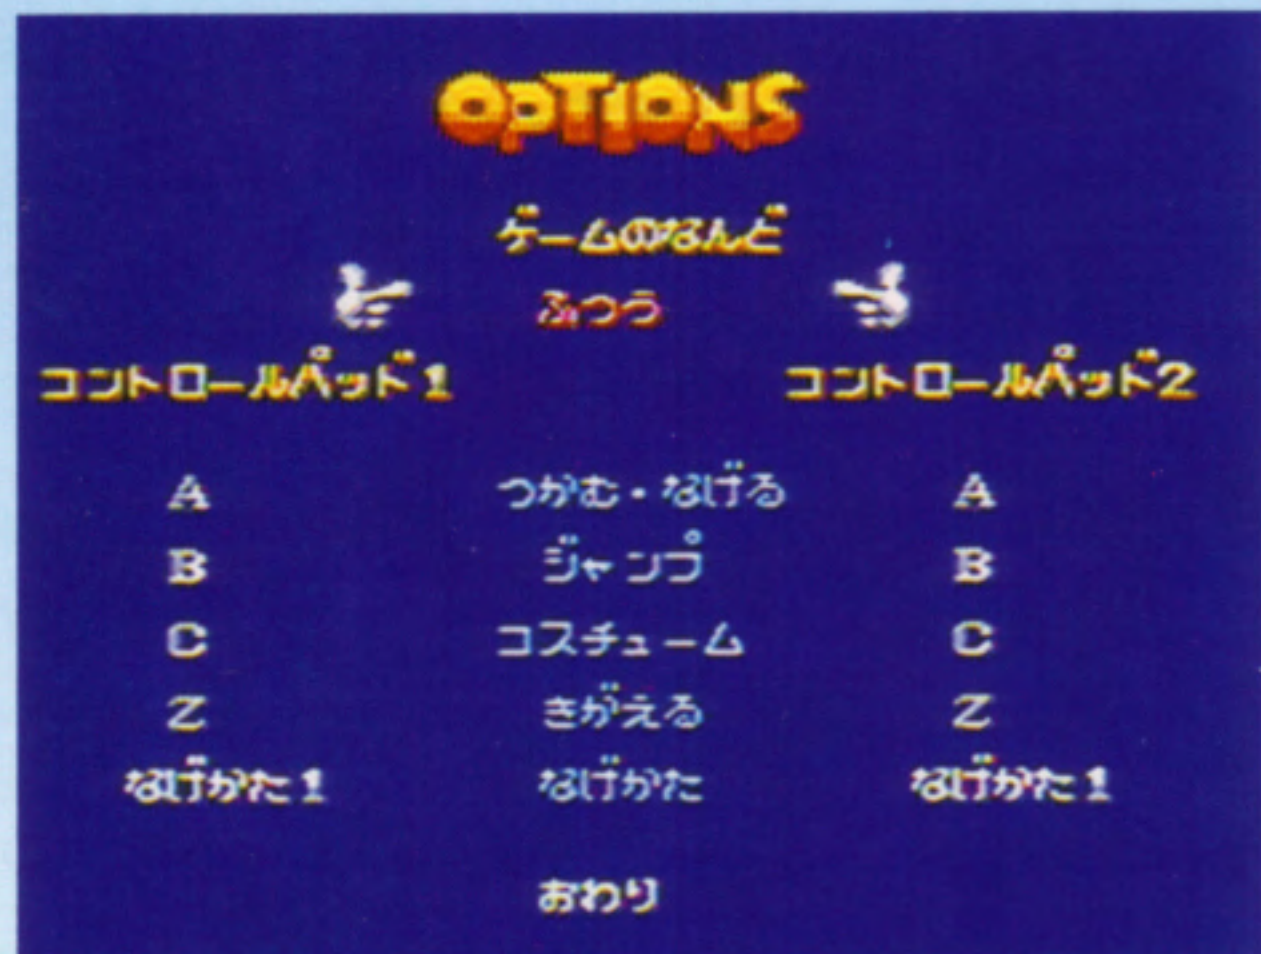 OPTIONS
ゲームのなんど
ふつう
コントロールパッド1 コントロールパッド2
A つかむ・なげる A
B ジャンプ B
C コスチューム C
Z きがえる Z
なげかた1 なげかた なげかた1
おわり